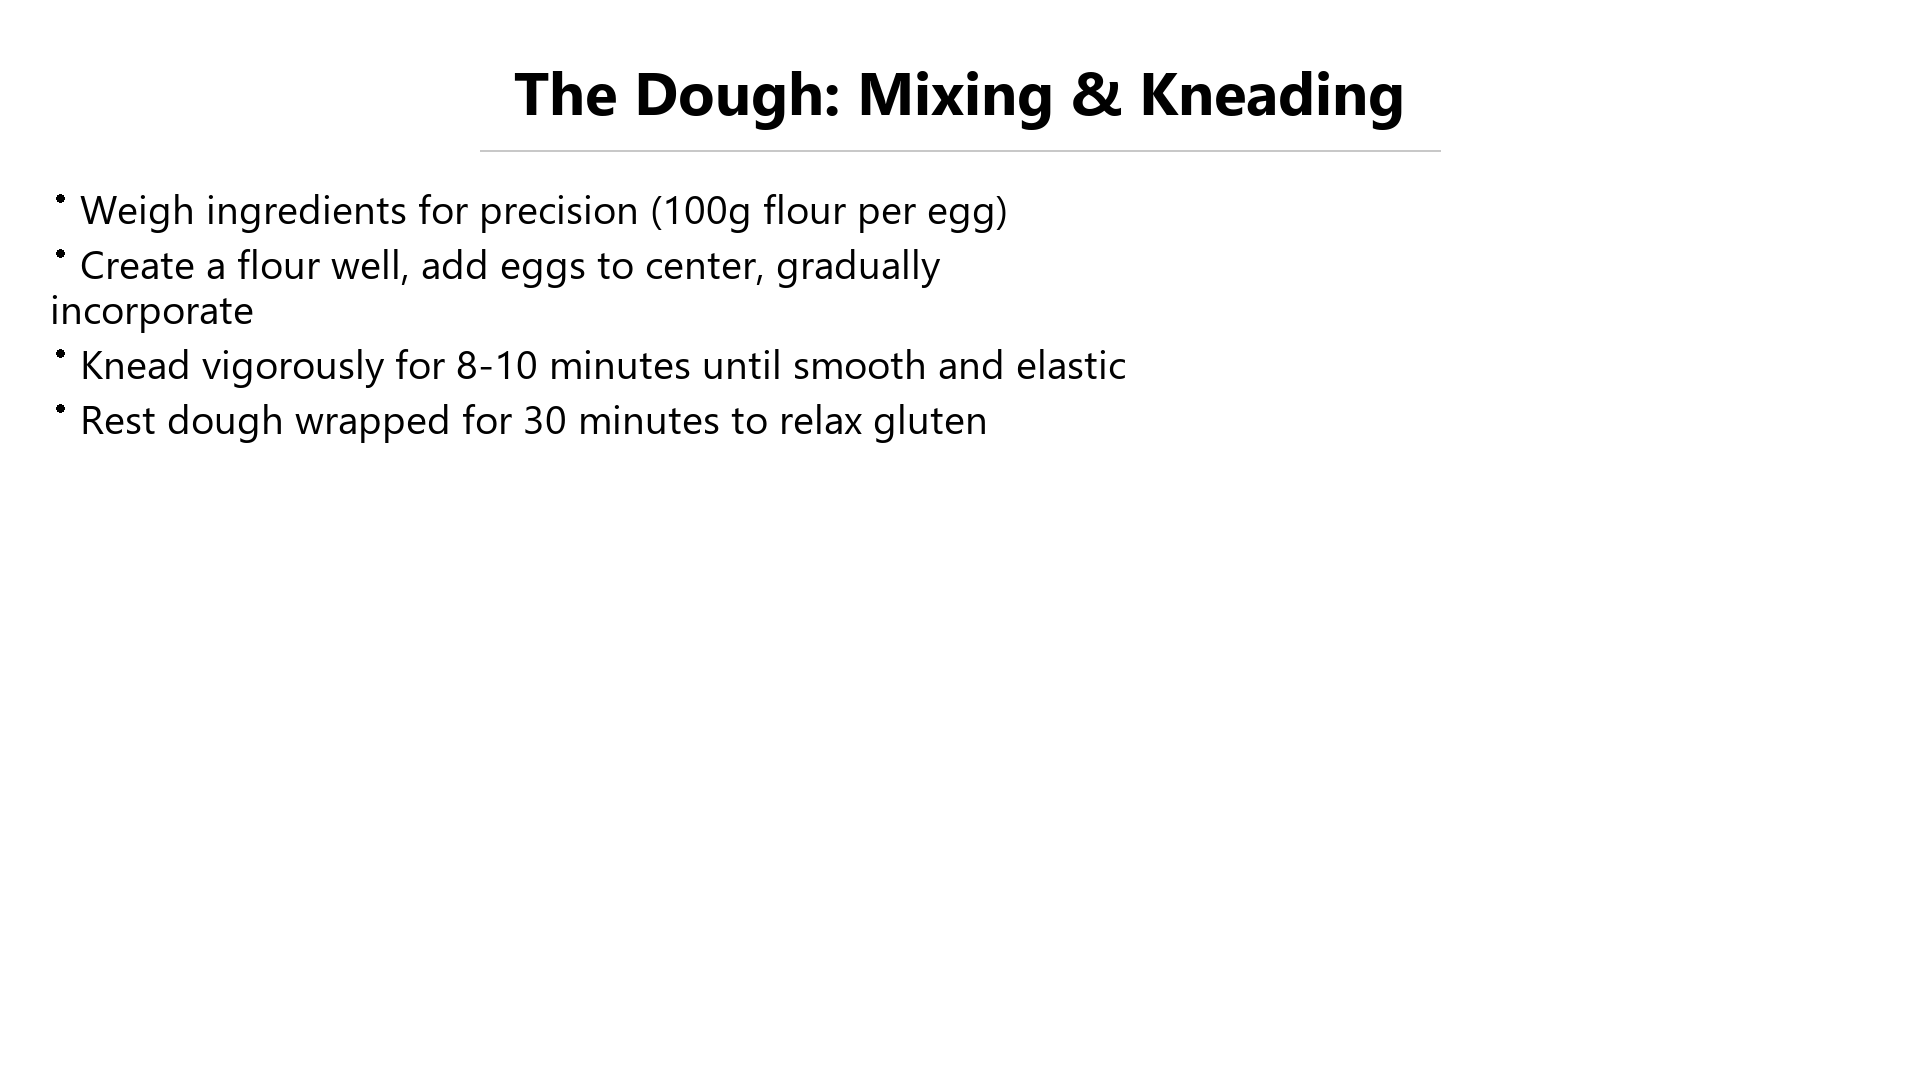 The Dough: Mixing & Kneading
• Weigh ingredients for precision (100g flour per egg)
• Create a flour well, add eggs to center, gradually
incorporate
• Knead vigorously for 8-10 minutes until smooth and elastic
• Rest dough wrapped for 30 minutes to relax gluten